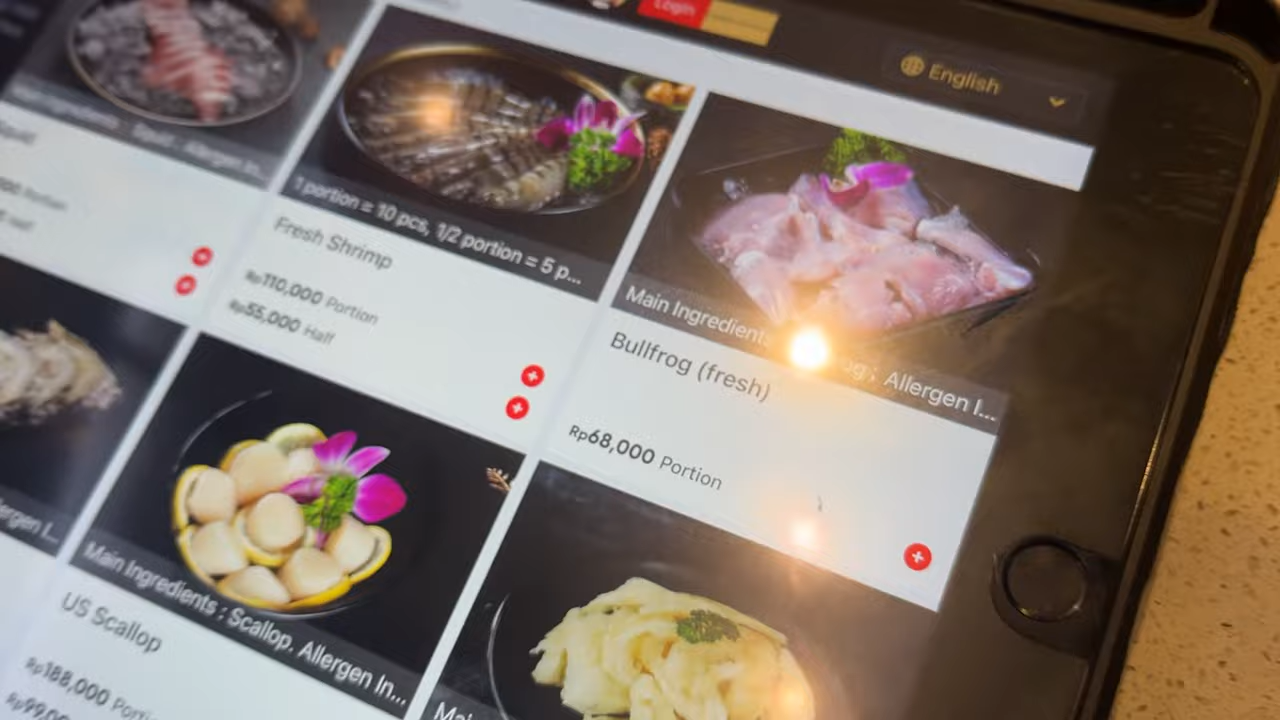 Login
English
1 portion = 10 pcs, 1/2 portion = 5 p...
Fresh Shrimp
Rp110,000 Portion
Rp55,000 Half
Main Ingredients
Allergen I...
Bullfrog (fresh)
Rp68,000 Portion
Main Ingredients ; Scallop. Allergen In...
US Scallop
Rp188,000